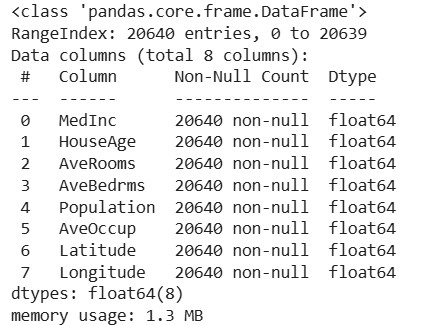 <class 'pandas.core.frame.DataFrame'>
RangeIndex: 20640 entries, 0 to 20639
Data columns (total 8 columns):
 #   Column      Non-Null Count  Dtype
---  ------      --------------  -----
 0   MedInc      20640 non-null  float64
 1   HouseAge    20640 non-null  float64
 2   AveRooms    20640 non-null  float64
 3   AveBedrms   20640 non-null  float64
 4   Population  20640 non-null  float64
 5   AveOccup    20640 non-null  float64
 6   Latitude    20640 non-null  float64
 7   Longitude   20640 non-null  float64
dtypes: float64(8)
memory usage: 1.3 MB